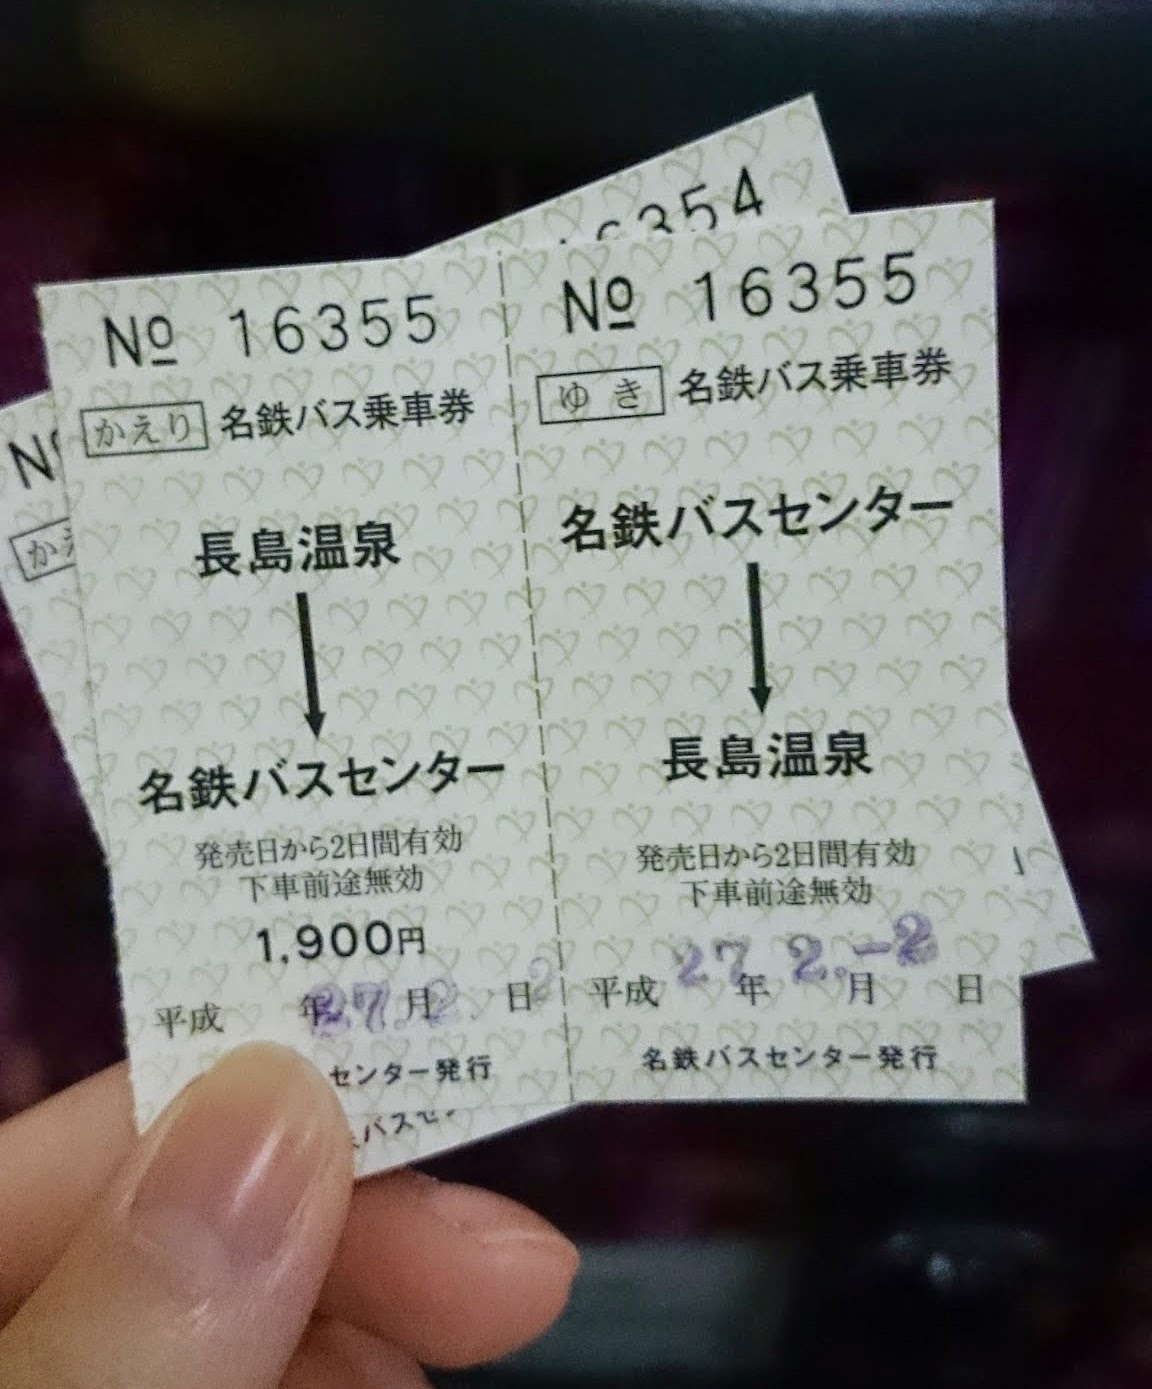 6354
№ 16355
かえり 名鉄バス乗車券
長島温泉
名鉄バスセンター
発売日から2日間有効
下車前途無効
1,900円
平成 年 月 日
27.2. 2
センター発行
№ 16355
ゆき 名鉄バス乗車券
名鉄バスセンター
長島温泉
発売日から2日間有効
下車前途無効
27 2.-2
平成 年 月 日
名鉄バスセンター発行
バスセン